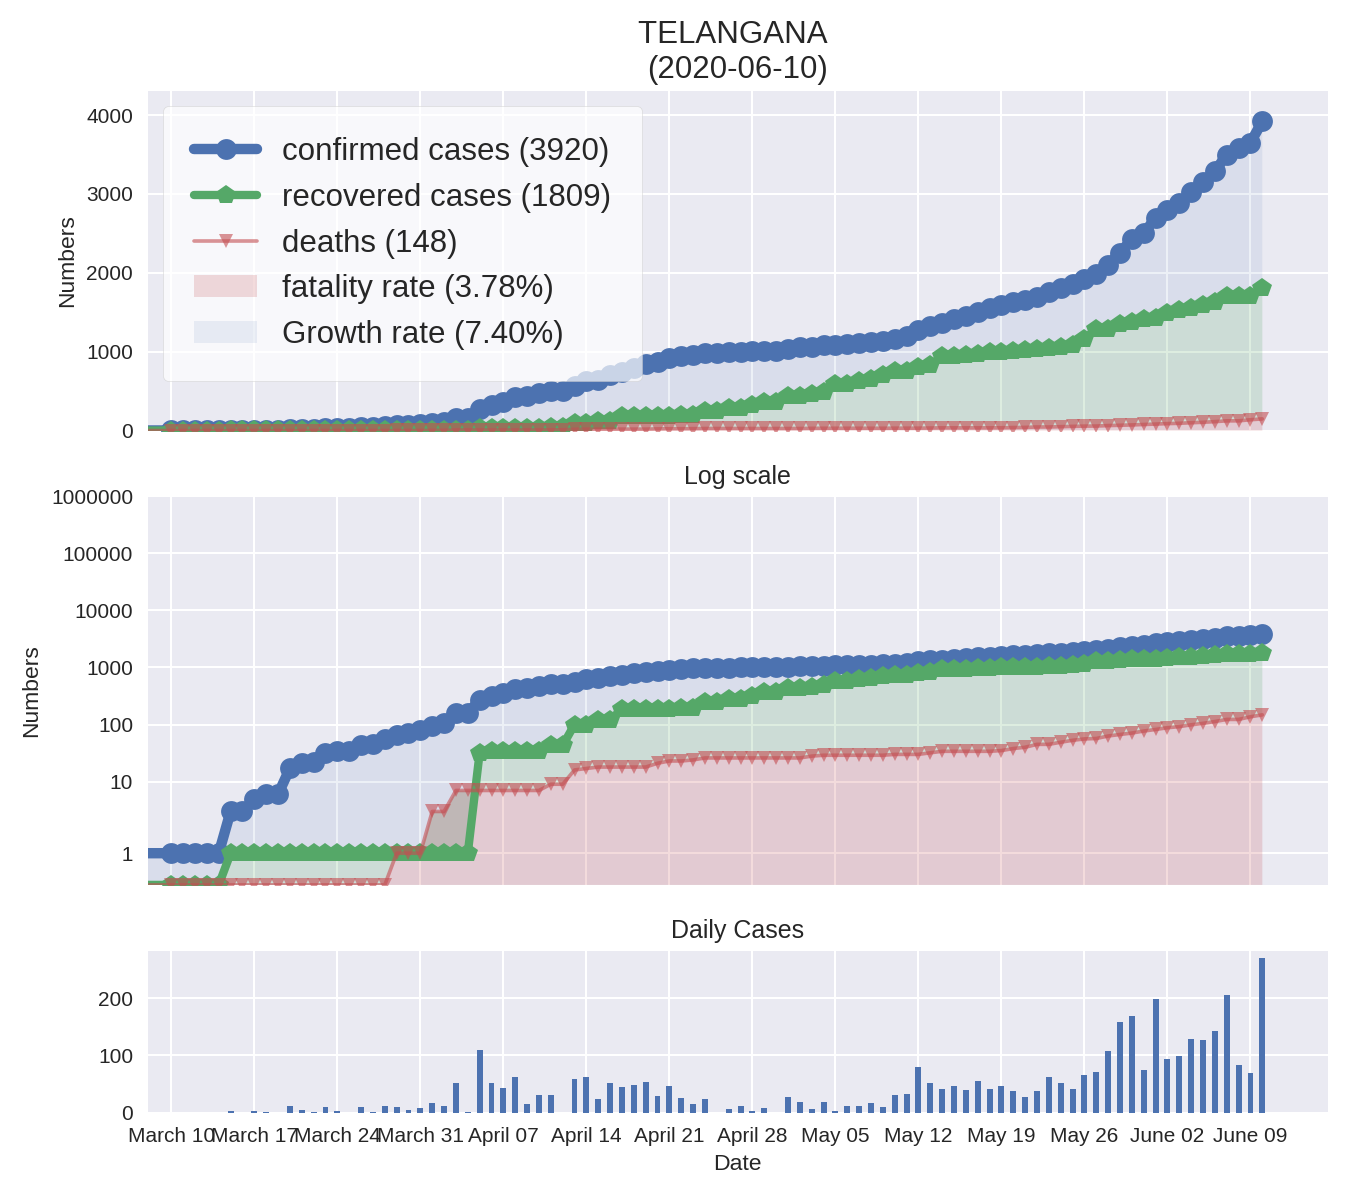 TELANGANA
(2020-06-10)
Numbers
4000
3000
2000
1000
0
confirmed cases (3920)
recovered cases (1809)
deaths (148)
fatality rate (3.78%)
Growth rate (7.40%)
Log scale
Numbers
1000000
100000
10000
1000
100
10
1
Daily Cases
200
100
0
March 10 March 17 March 24 March 31 April 07 April 14 April 21 April 28 May 05 May 12 May 19 May 26 June 02 June 09
Date